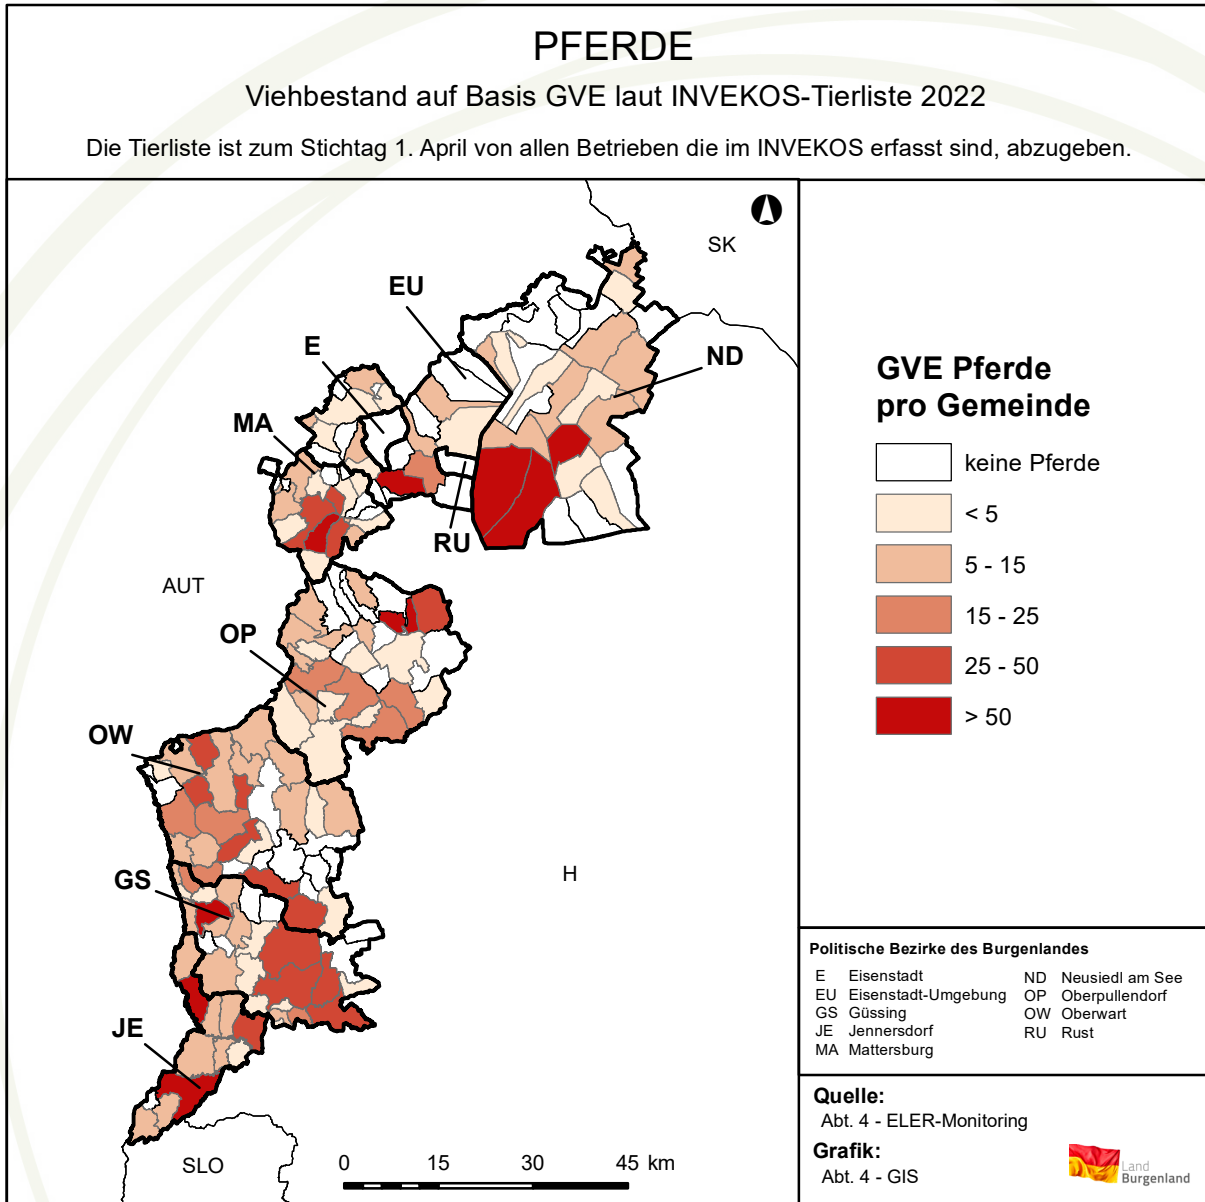 PFERDE
Viehbestand auf Basis GVE laut INVEKOS-Tierliste 2022
Die Tierliste ist zum Stichtag 1. April von allen Betrieben die im INVEKOS erfasst sind, abzugeben.
SK
EU
E
ND
MA
RU
AUT
OP
OW
H
GS
JE
SLO
0 15 30 45 km
GVE Pferde
pro Gemeinde
keine Pferde
< 5
5 - 15
15 - 25
25 - 50
> 50
Politische Bezirke des Burgenlandes
E Eisenstadt
EU Eisenstadt-Umgebung
GS Güssing
JE Jennersdorf
MA Mattersburg
ND Neusiedl am See
OP Oberpullendorf
OW Oberwart
RU Rust
Quelle:
Abt. 4 - ELER-Monitoring
Grafik:
Abt. 4 - GIS
Land
Burgenland